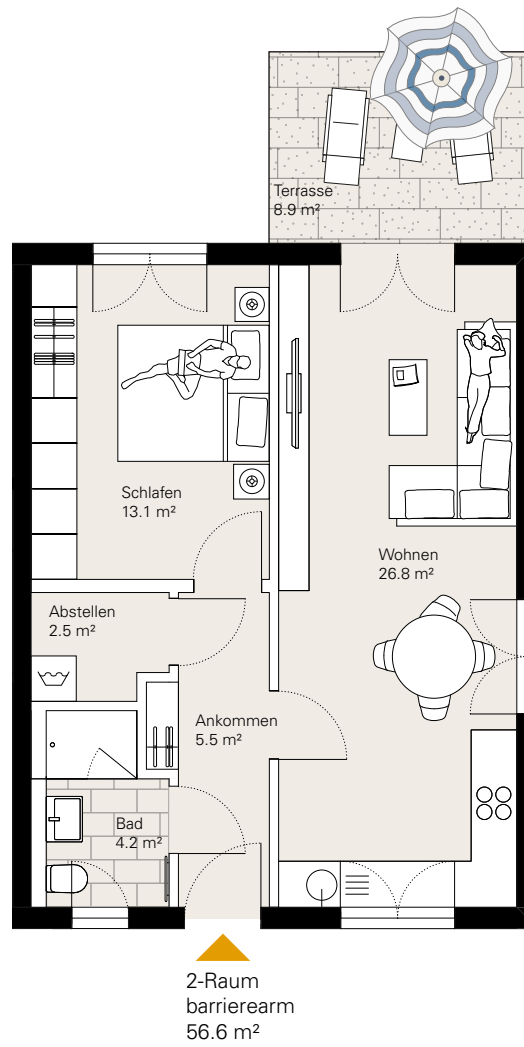 Terrasse
8.9 m²
Schlafen
13.1 m²
Wohnen
26.8 m²
Abstellen
2.5 m²
Ankommen
5.5 m²
Bad
4.2 m²
2-Raum
barrierearm
56.6 m²